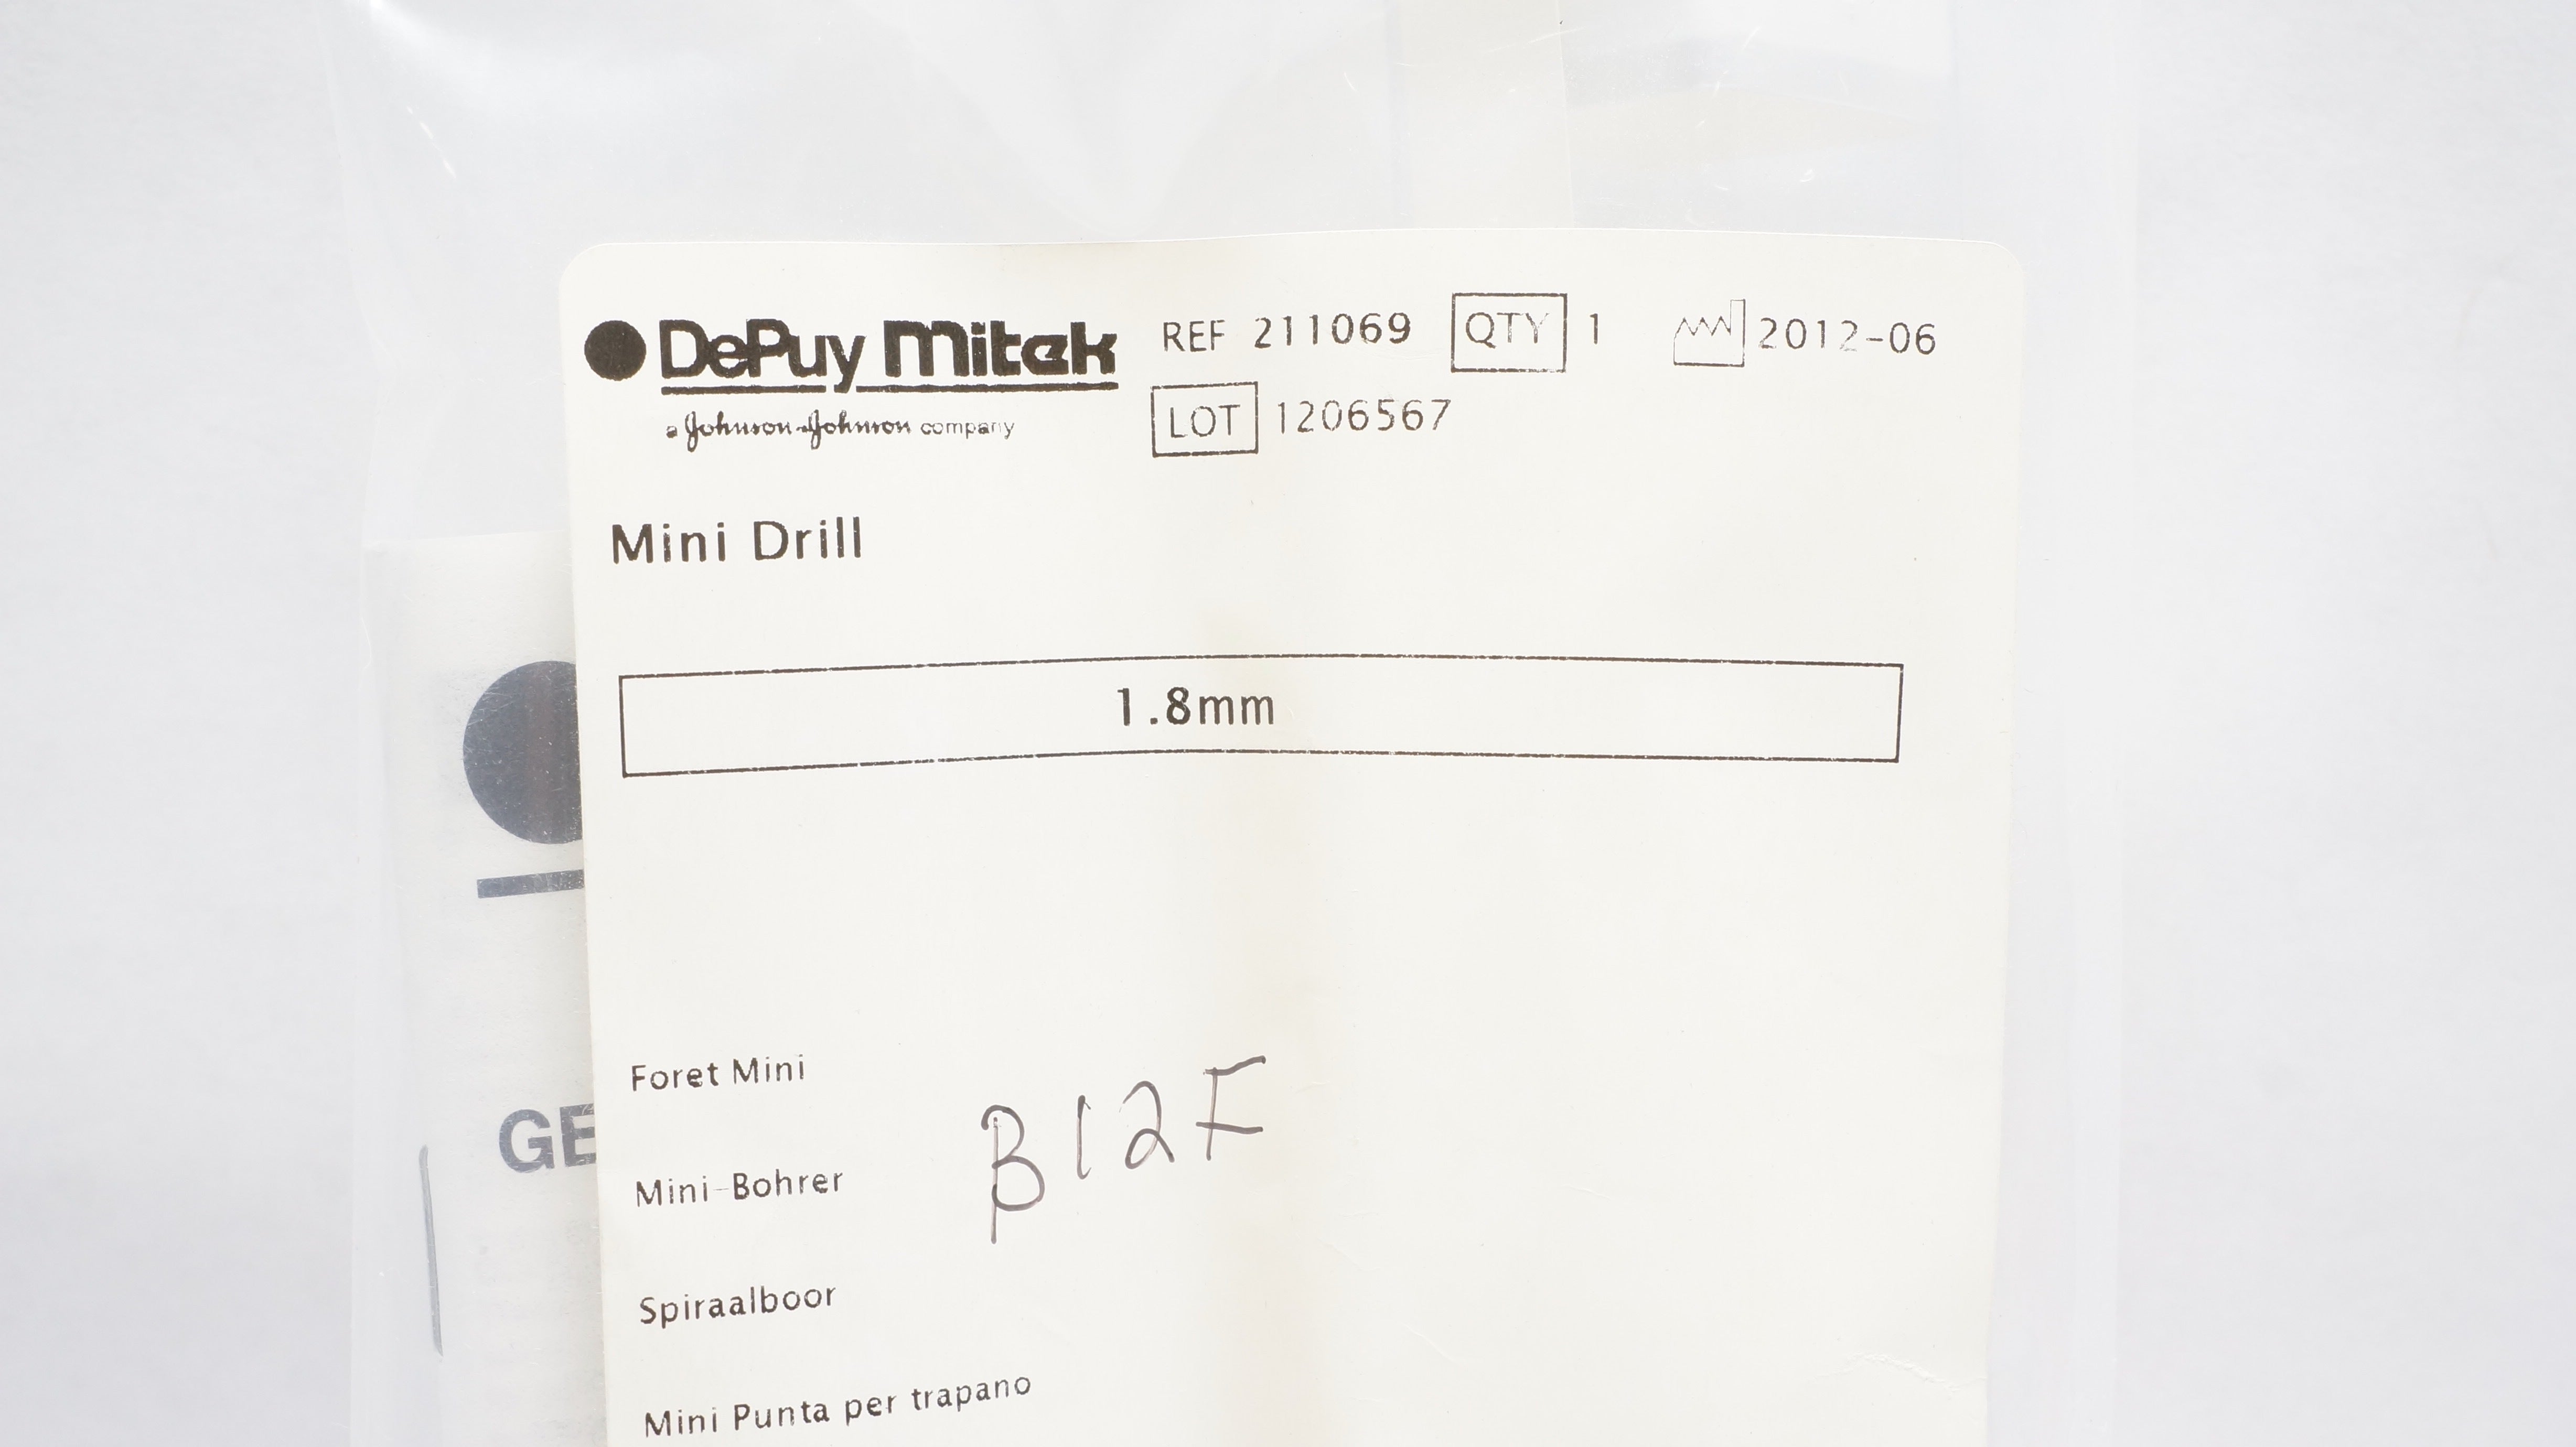 DePuy Mitek REF 211069 QTY 1 2012-06
a Johnson-Johnson company LOT 1206567
Mini Drill
1.8mm
Foret Mini
B12F
Mini-Bohrer
Spiraalboor
Mini Punta per trapano
GE